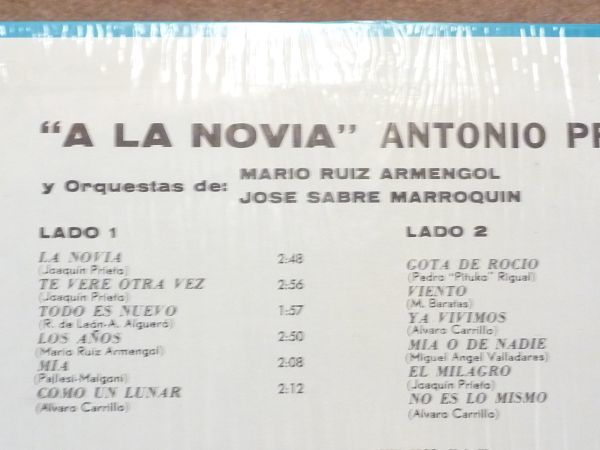 "A LA NOVIA" ANTONIO
y Orquestas de: MARIO RUIZ ARMENGOL
JOSE SABRE MARROQUIN
LADO 1
LA NOVIA 2:48
(Joaquín Prieto)
TE VERE OTRA VEZ 2:56
(Joaquín Prieto)
TODO ES NUEVO 1:57
(R. de León-A. Algueró)
LOS AÑOS 2:50
(Mario Ruiz Armengol)
MIA 2:08
(Pallesi-Malgoni)
COMO UN LUNAR 2:12
(Alvaro Carrillo)
LADO 2
GOTA DE ROCIO
(Pedro "Pituko" Rigual)
VIENTO
(M. Baratas)
YA VIVIMOS
(Alvaro Carrillo)
MIA O DE NADIE
(Miguel Angel Valladares)
EL MILAGRO
(Joaquín Prieto)
NO ES LO MISMO
(Alvaro Carrillo)